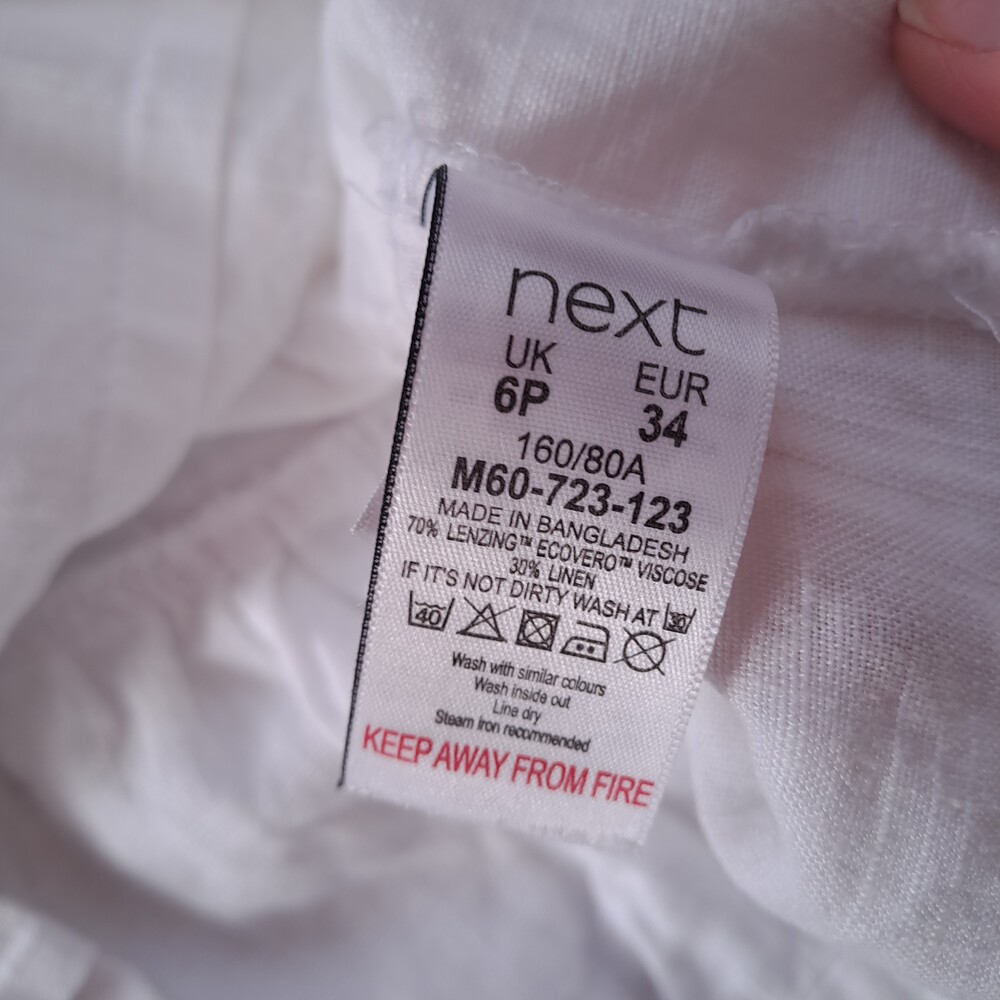 next
UK EUR
6P 34
160/80A
M60-723-123
MADE IN BANGLADESH
70% LENZING™ ECOVERO™ VISCOSE
30% LINEN
IF IT'S NOT DIRTY WASH AT 30
40
Wash with similar colours
Wash inside out
Line dry
Steam Iron recommended
KEEP AWAY FROM FIRE